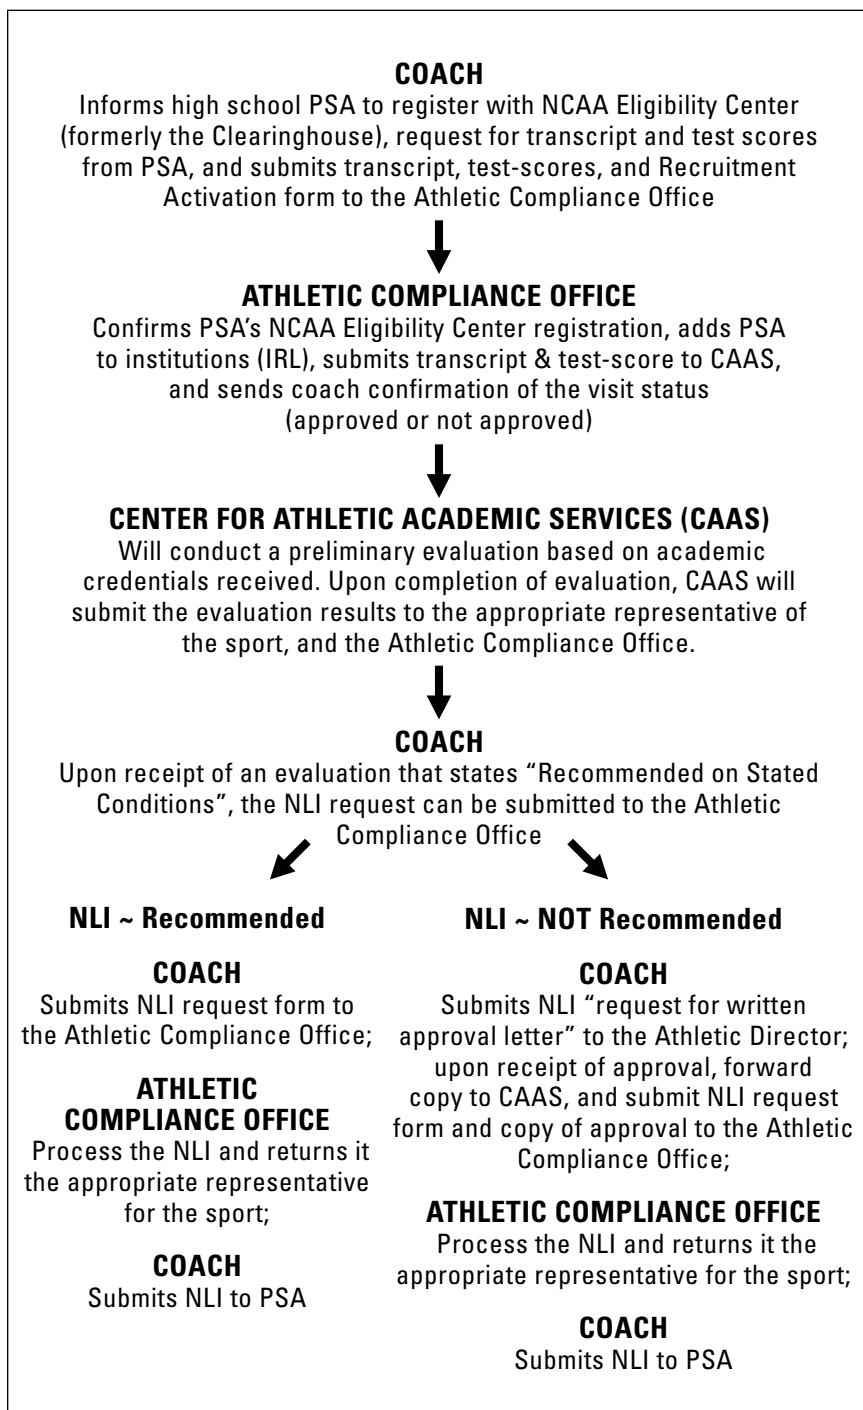 COACH
Informs high school PSA to register with NCAA Eligibility Center
(formerly the Clearinghouse), request for transcript and test scores
from PSA, and submits transcript, test-scores, and Recruitment
Activation form to the Athletic Compliance Office
ATHLETIC COMPLIANCE OFFICE
Confirms PSA’s NCAA Eligibility Center registration, adds PSA
to institutions (IRL), submits transcript & test-score to CAAS,
and sends coach confirmation of the visit status
(approved or not approved)
CENTER FOR ATHLETIC ACADEMIC SERVICES (CAAS)
Will conduct a preliminary evaluation based on academic
credentials received. Upon completion of evaluation, CAAS will
submit the evaluation results to the appropriate representative of
the sport, and the Athletic Compliance Office.
COACH
Upon receipt of an evaluation that states “Recommended on Stated
Conditions”, the NLI request can be submitted to the Athletic
Compliance Office
NLI ~ Recommended
COACH
Submits NLI request form to
the Athletic Compliance Office;
ATHLETIC
COMPLIANCE OFFICE
Process the NLI and returns it
the appropriate representative
for the sport;
COACH
Submits NLI to PSA
NLI ~ NOT Recommended
COACH
Submits NLI “request for written
approval letter” to the Athletic Director;
upon receipt of approval, forward
copy to CAAS, and submit NLI request
form and copy of approval to the Athletic
Compliance Office;
ATHLETIC COMPLIANCE OFFICE
Process the NLI and returns it the
appropriate representative for the sport;
COACH
Submits NLI to PSA